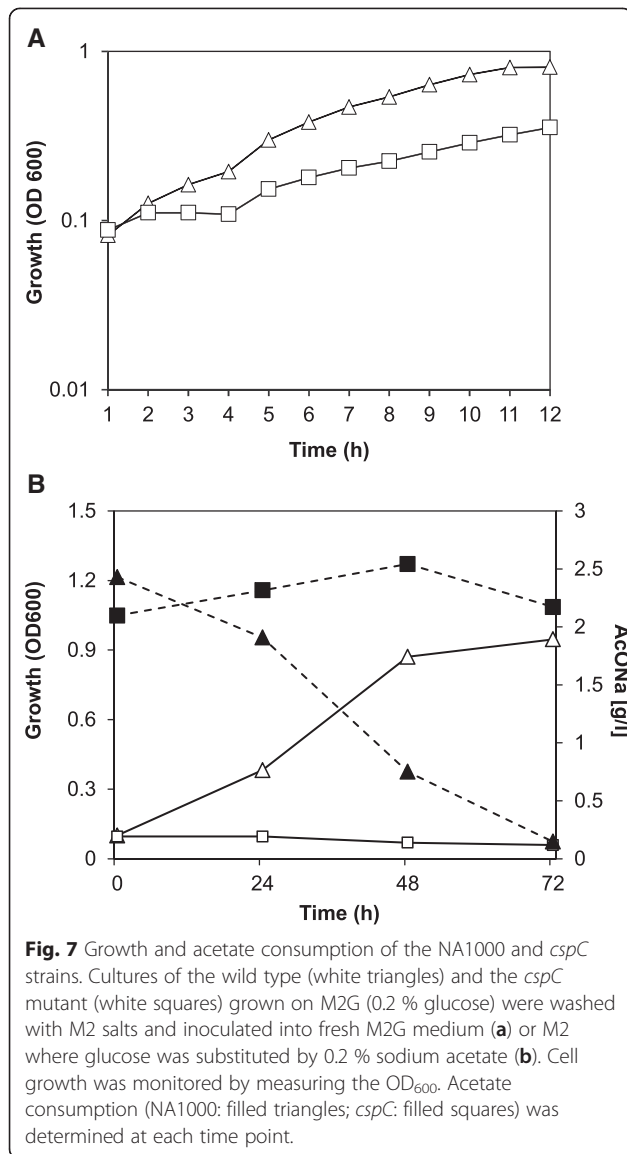 A
1
0.1
0.01
Growth (OD 600)
1 2 3 4 5 6 7 8 9 10 11 12
Time (h)
B
1.5
1.2
0.9
0.6
0.3
0
Growth (OD600)
3
2.5
2
1.5
1
0.5
0
AcONa [g/l]
0 24 48 72
Time (h)
Fig. 7 Growth and acetate consumption of the NA1000 and cspC
strains. Cultures of the wild type (white triangles) and the cspC
mutant (white squares) grown on M2G (0.2 % glucose) were washed
with M2 salts and inoculated into fresh M2G medium (a) or M2
where glucose was substituted by 0.2 % sodium acetate (b). Cell
growth was monitored by measuring the OD₆₀₀. Acetate
consumption (NA1000: filled triangles; cspC: filled squares) was
determined at each time point.